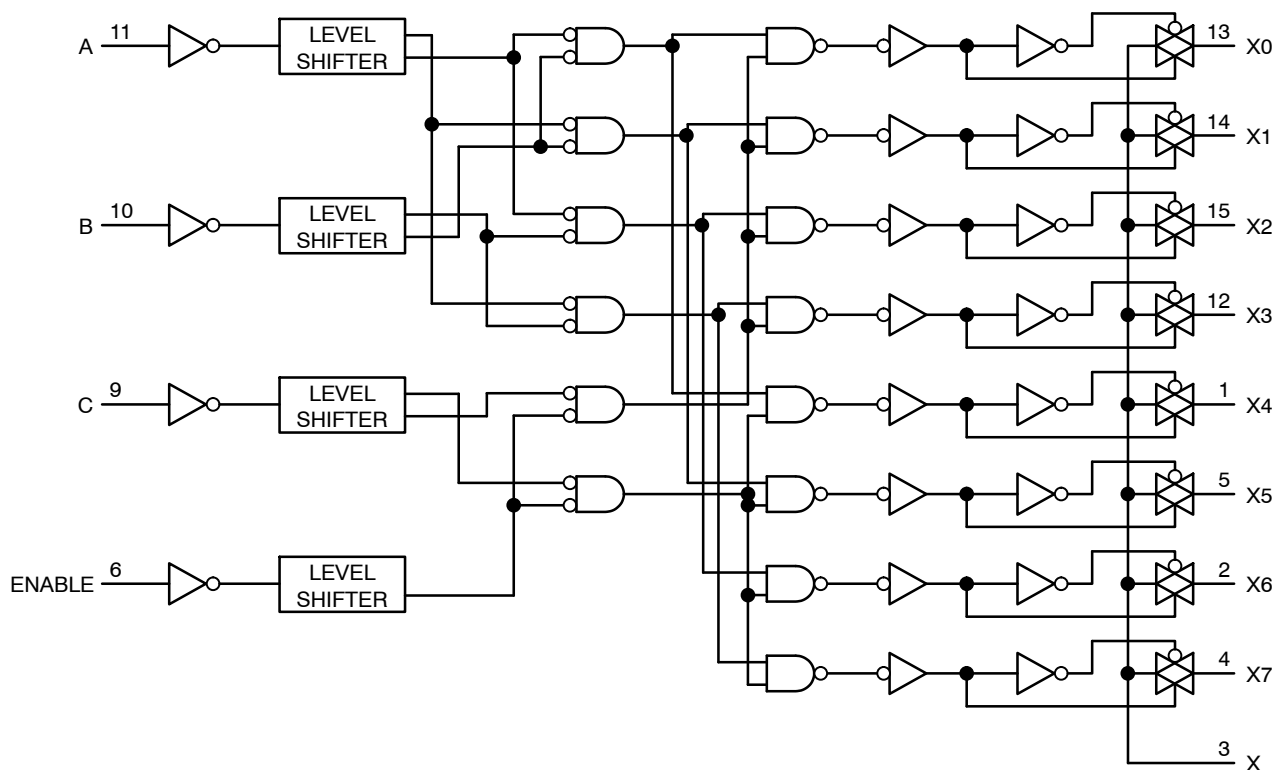 A 11 LEVEL SHIFTER 13 X0
14 X1
B 10 LEVEL SHIFTER 15 X2
12 X3
C 9 LEVEL SHIFTER 1 X4
5 X5
ENABLE 6 LEVEL SHIFTER 2 X6
4 X7
3 X